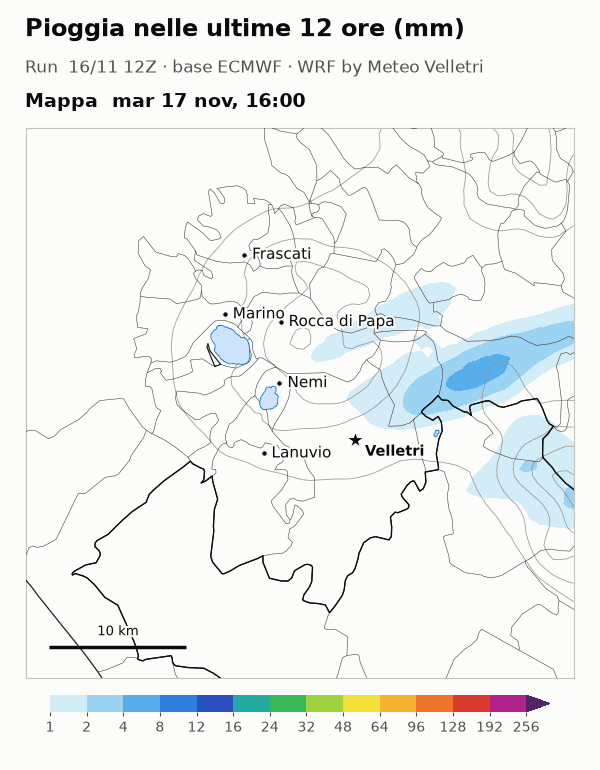 Pioggia nelle ultime 12 ore (mm)
Run  16/11 12Z · base ECMWF · WRF by Meteo Velletri
Mappa  mar 17 nov, 16:00
Frascati
Marino
Rocca di Papa
Nemi
Velletri
Lanuvio
10 km
1 2 4 8 12 16 24 32 48 64 96 128 192 256